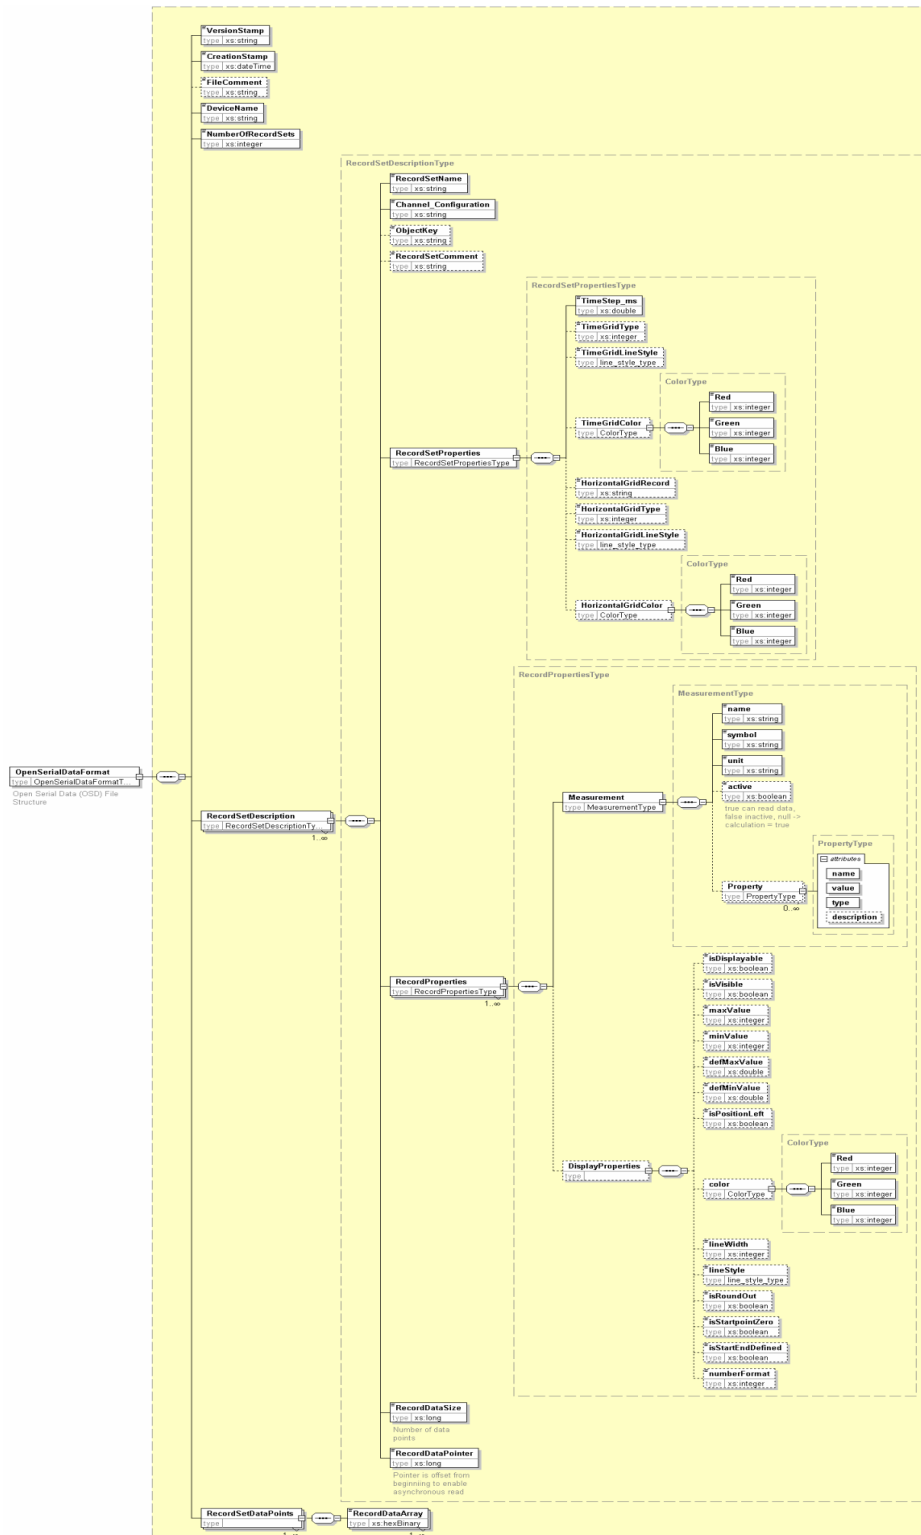 VersionStamp
type xs:string
CreationStamp
type xs:dateTime
FileComment
type xs:string
DeviceName
type xs:string
NumberOfRecordSets
type xs:integer
RecordSetDescriptionType
RecordSetName
type xs:string
Channel_Configuration
type xs:string
ObjectKey
type xs:string
RecordSetComment
type xs:string
RecordSetPropertiesType
TimeStep_ms
type xs:double
TimeGridType
type xs:integer
TimeGridLineStyle
type line_style_type
ColorType
Red
type xs:integer
TimeGridColor
type ColorType
Green
type xs:integer
Blue
type xs:integer
RecordSetProperties
type RecordSetPropertiesType
HorizontalGridRecord
type xs:string
HorizontalGridType
type xs:integer
HorizontalGridLineStyle
type line_style_type
ColorType
Red
type xs:integer
HorizontalGridColor
type ColorType
Green
type xs:integer
Blue
type xs:integer
RecordPropertiesType
MeasurementType
name
type xs:string
symbol
type xs:string
unit
type xs:string
OpenSerialDataFormat
type OpenSerialDataFormatT...
Open Serial Data (OSD) File
Structure
active
type xs:boolean
true can read data,
false inactive, null ->
calculation = true
Measurement
type MeasurementType
RecordSetDescription
type RecordSetDescriptionTy...
1..∞
PropertyType
attributes
name
value
type
description
Property
type PropertyType
0..∞
isDisplayable
type xs:boolean
RecordProperties
type RecordPropertiesType
1..∞
isVisible
type xs:boolean
maxValue
type xs:integer
minValue
type xs:integer
defMaxValue
type xs:double
defMinValue
type xs:double
isPositionLeft
type xs:boolean
ColorType
Red
type xs:integer
DisplayProperties
type
color
type ColorType
Green
type xs:integer
Blue
type xs:integer
lineWidth
type xs:integer
lineStyle
type line_style_type
isRoundOut
type xs:boolean
isStartpointZero
type xs:boolean
isStartEndDefined
type xs:boolean
numberFormat
type xs:integer
RecordDataSize
type xs:long
Number of data
points
RecordDataPointer
type xs:long
Pointer is offset from
beginning to enable
asynchronous read
RecordSetDataPoints
type
RecordDataArray
type xs:hexBinary